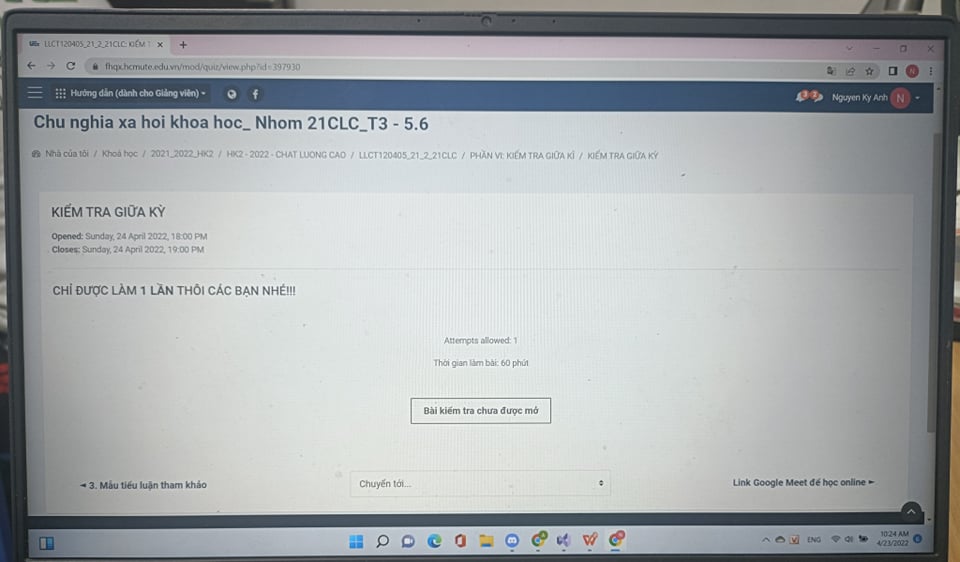 LLCT120405_21_2_21CLC: KIỂM T
fhqx.hcmute.edu.vn/mod/quiz/view.php?id=397930
N
Hướng dẫn (dành cho Giảng viên)
3 2
Nguyen Ky Anh N
Chu nghia xa hoi khoa hoc_ Nhom 21CLC_T3 - 5.6
Nhà của tôi / Khoá học / 2021_2022_HK2 / HK2 - 2022 - CHAT LUONG CAO / LLCT120405_21_2_21CLC / PHẦN VI: KIỂM TRA GIỮA KÌ / KIỂM TRA GIỮA KỲ
KIỂM TRA GIỮA KỲ
Opened: Sunday, 24 April 2022, 18:00 PM
Closes: Sunday, 24 April 2022, 19:00 PM
CHỈ ĐƯỢC LÀM 1 LẦN THÔI CÁC BẠN NHÉ!!!
Attempts allowed: 1
Thời gian làm bài: 60 phút
Bài kiểm tra chưa được mở
◄ 3. Mẫu tiểu luận tham khảo
Chuyển tới...
Link Google Meet để học online ►
ENG
10:24 AM
4/23/2022